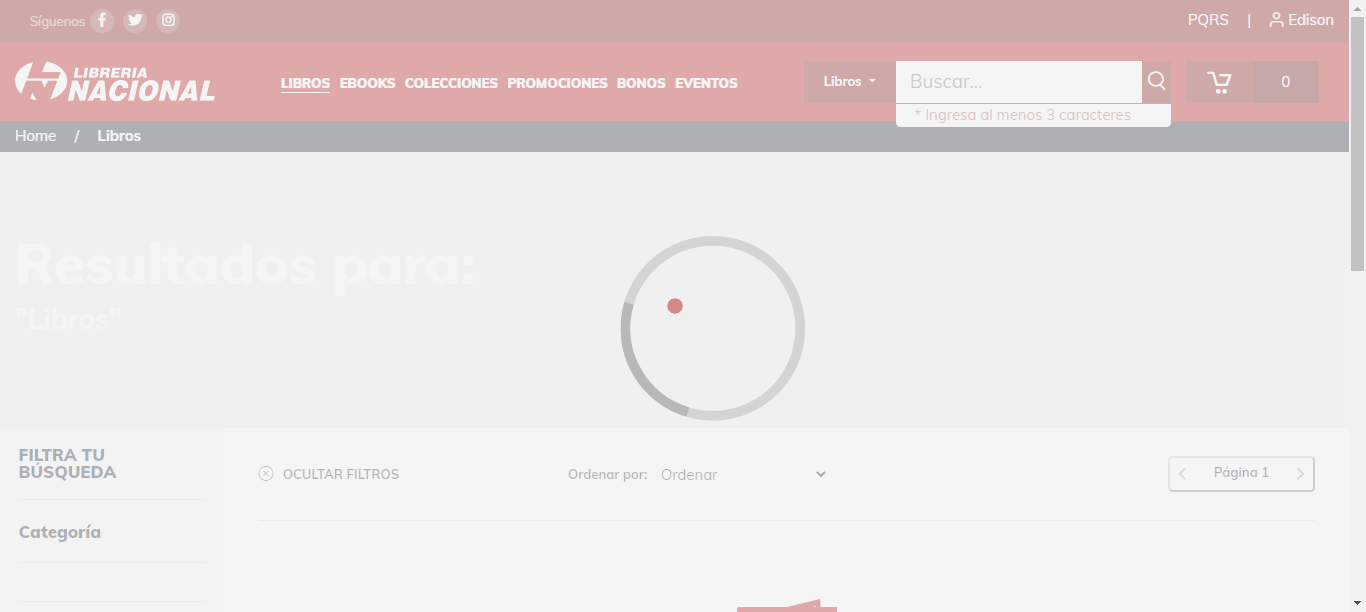 Síguenos
PQRS | Edison
LIBRERIA
NACIONAL
LIBROS EBOOKS COLECCIONES PROMOCIONES BONOS EVENTOS
Libros
Buscar...
0
* Ingresa al menos 3 caracteres
Home / Libros
Resultados para:
"Libros"
FILTRA TU
BÚSQUEDA
OCULTAR FILTROS
Ordenar por: Ordenar
Página 1
Categoría